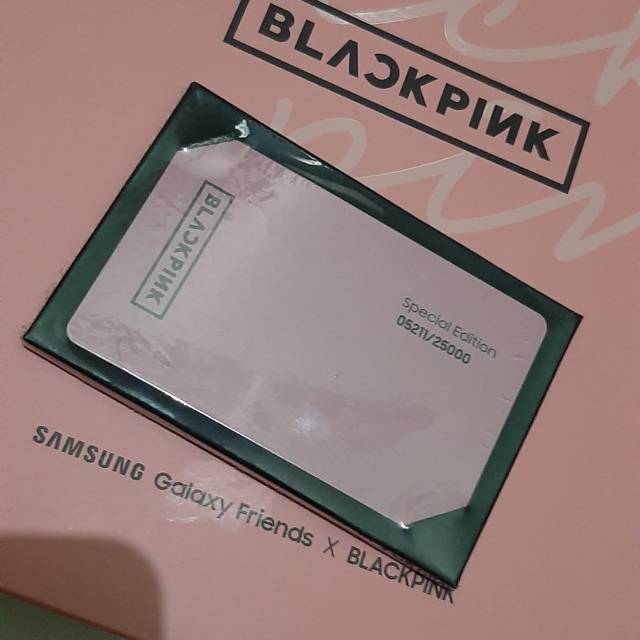 BLACKPINK
BLACKPINK
Special Edition
05211/25000
SAMSUNG Galaxy Friends X BLACKPINK